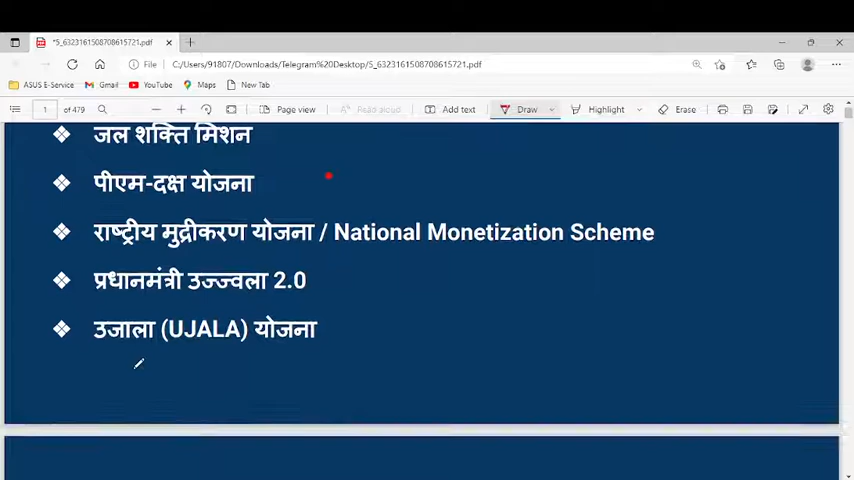 *5_6323161508708615721.pdf
File C:/Users/91807/Downloads/Telegram%20Desktop/5_6323161508708615721.pdf
ASUS E-Service Gmail YouTube Maps New Tab
1 of 479 Page view Read aloud Add text Draw Highlight Erase
❖ जल शक्ति मिशन
❖ पीएम-दक्ष योजना
❖ राष्ट्रीय मुद्रीकरण योजना / National Monetization Scheme
❖ प्रधानमंत्री उज्ज्वला 2.0
❖ उजाला (UJALA) योजना